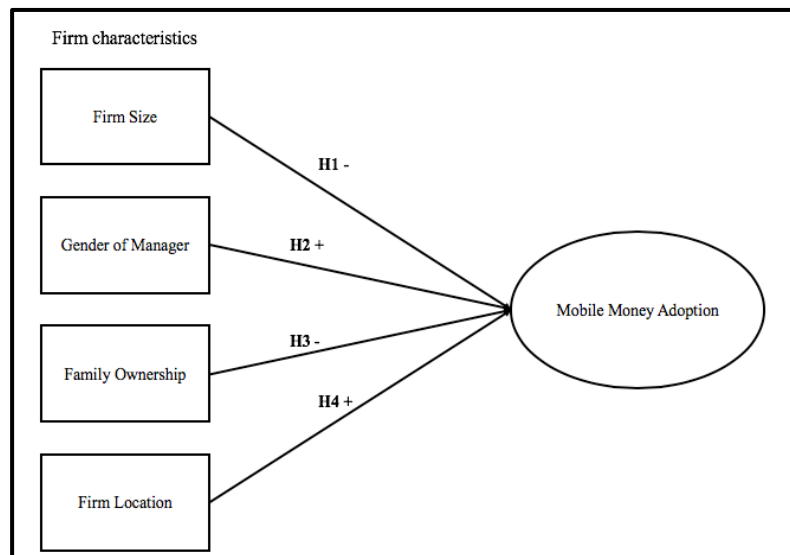 Firm characteristics
Firm Size
H1 -
Gender of Manager
H2 +
Mobile Money Adoption
H3 -
Family Ownership
H4 +
Firm Location